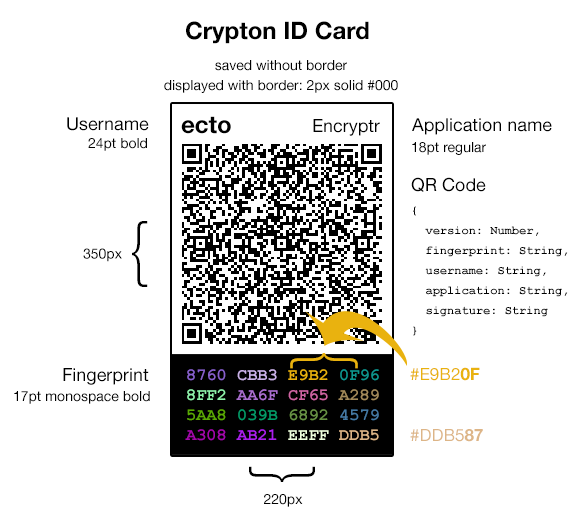 Crypton ID Card
saved without border
displayed with border: 2px solid #000
Username
24pt bold
ecto
Encryptr
Application name
18pt regular
QR Code
{
version: Number,
fingerprint: String,
username: String,
application: String,
signature: String
}
350px
Fingerprint
17pt monospace bold
8760 CBB3 E9B2 0F96
8FF2 AA6F CF65 A289
5AA8 039B 6892 4579
A308 AB21 EEFF DDB5
#E9B20F
#DDB587
220px